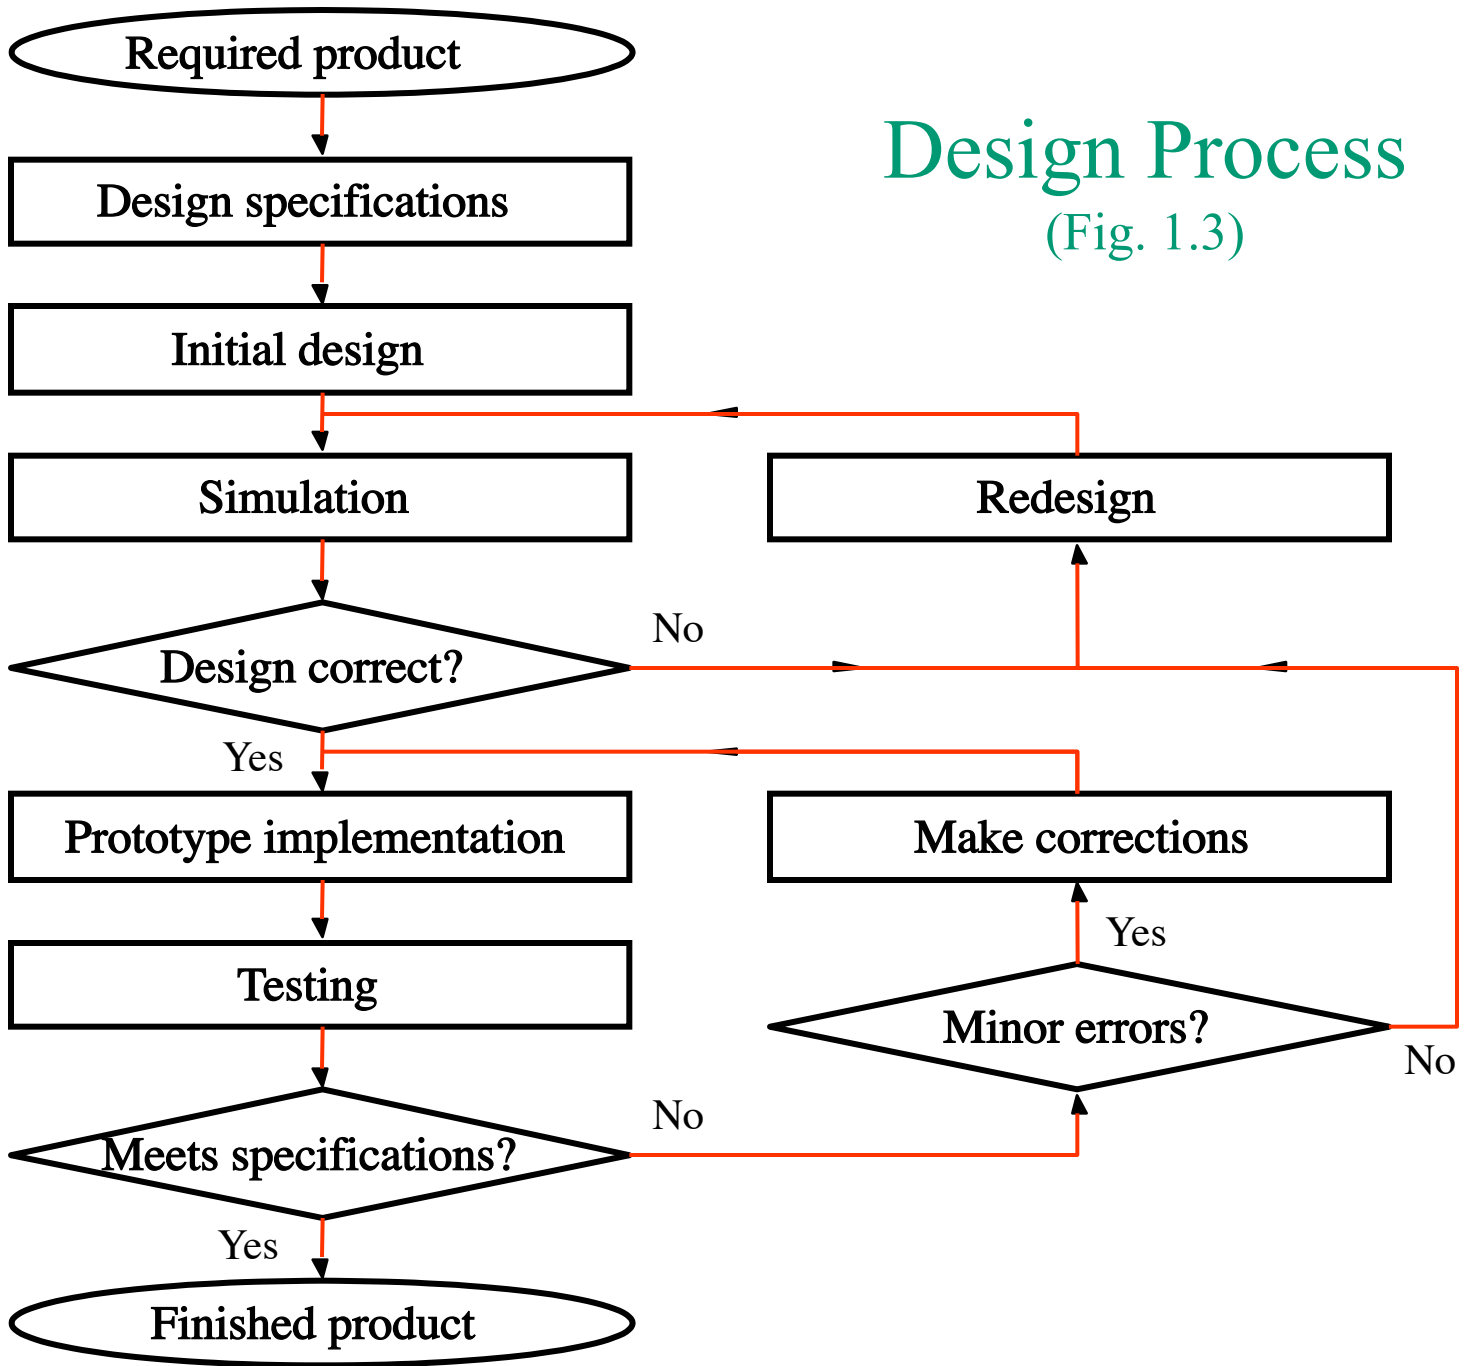 Required product
Design Process
(Fig. 1.3)
Design specifications
Initial design
Simulation
Redesign
Design correct?
No
Yes
Prototype implementation
Make corrections
Yes
Testing
Minor errors?
No
Meets specifications?
No
Yes
Finished product